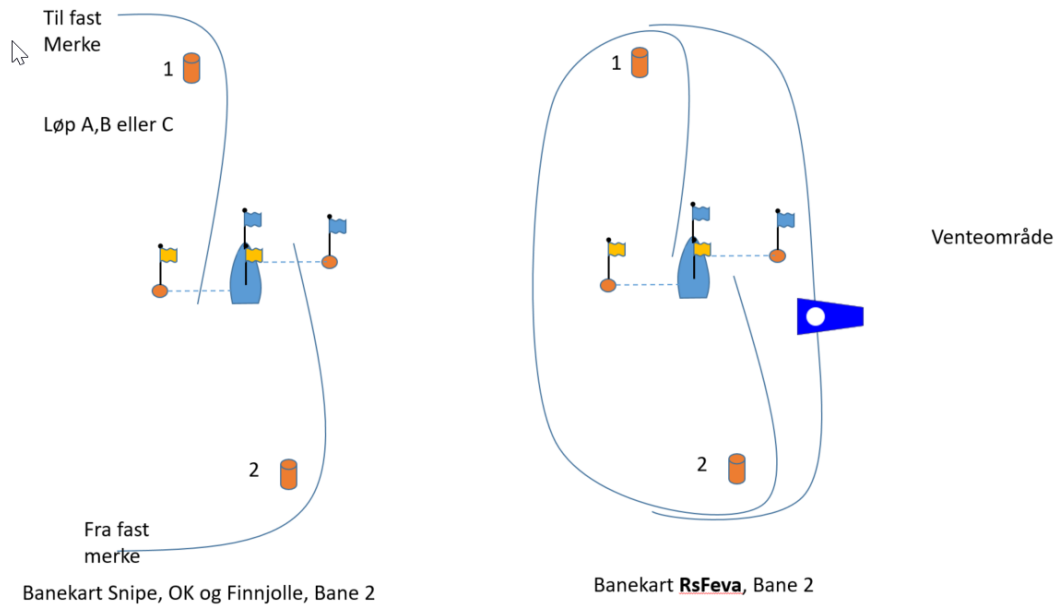 Til fast
Merke
1
Løp A,B eller C
2
Fra fast
merke
Banekart Snipe, OK og Finnjolle, Bane 2
1
Venteområde
2
Banekart RsFeva, Bane 2